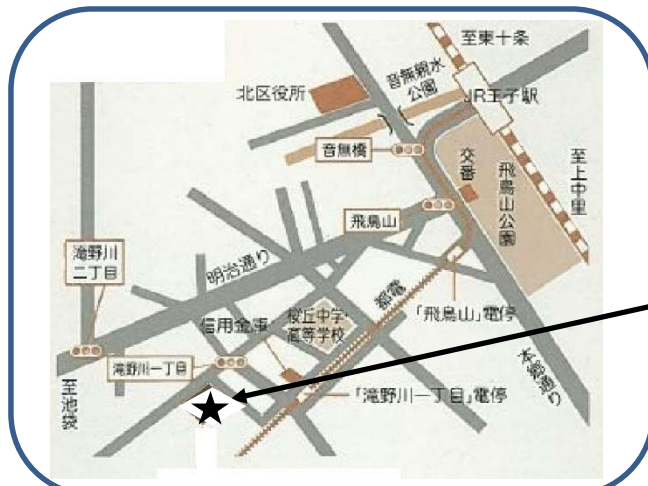 至東十条
音無親水
公園
北区役所
JR王子駅
音無橋
交番
飛鳥山公園
至上中里
飛鳥山
滝野川
二丁目
明治通り
都電
信用金庫
桜丘中学・
高等学校
「飛鳥山」電停
滝野川一丁目
本郷通り
至池袋
「滝野川一丁目」電停